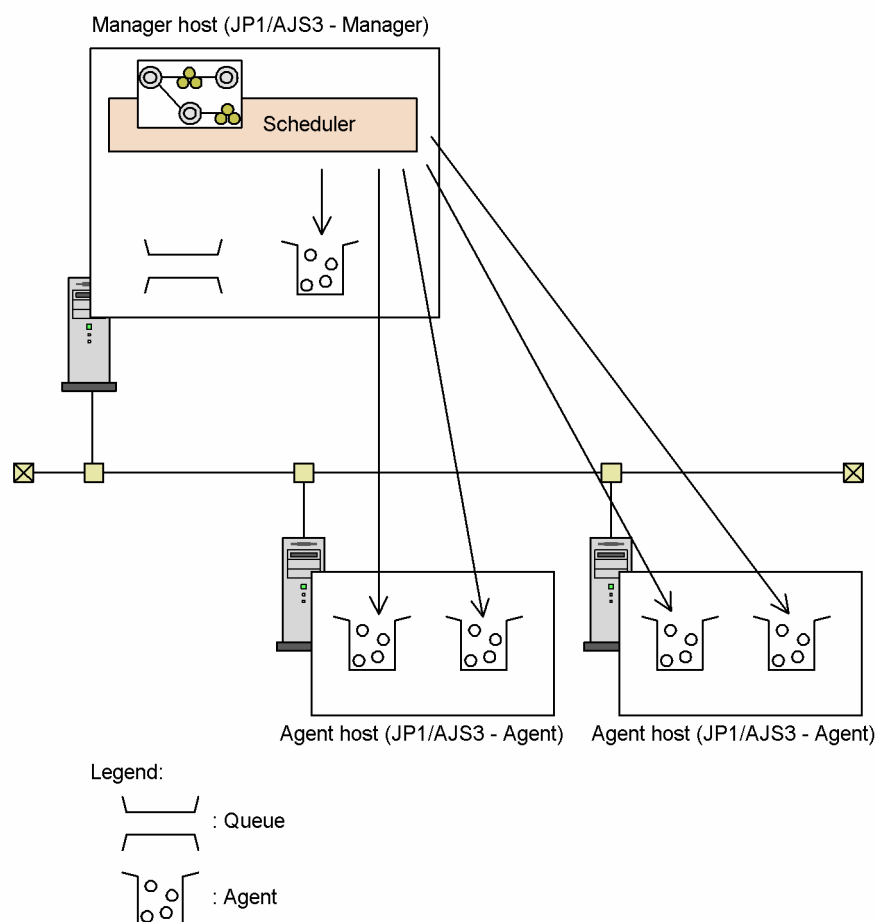 Manager host (JP1/AJS3 - Manager)
Scheduler
Agent host (JP1/AJS3 - Agent)
Agent host (JP1/AJS3 - Agent)
Legend:
: Queue
: Agent